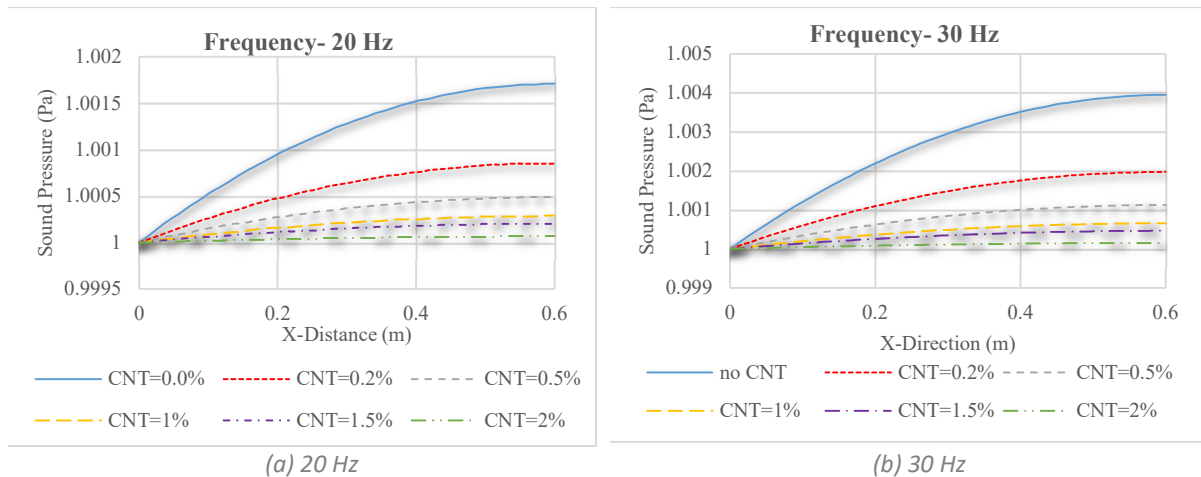 Frequency- 20 Hz
1.002
1.0015
1.001
1.0005
1
0.9995
Sound Pressure (Pa)
0
0.2
0.4
0.6
X-Distance (m)
CNT=0.0%
CNT=0.2%
CNT=0.5%
CNT=1%
CNT=1.5%
CNT=2%
(a) 20 Hz
Frequency- 30 Hz
1.005
1.004
1.003
1.002
1.001
1
0.999
Sound Pressure (Pa)
0
0.2
0.4
0.6
X-Direction (m)
no CNT
CNT=0.2%
CNT=0.5%
CNT=1%
CNT=1.5%
CNT=2%
(b) 30 Hz